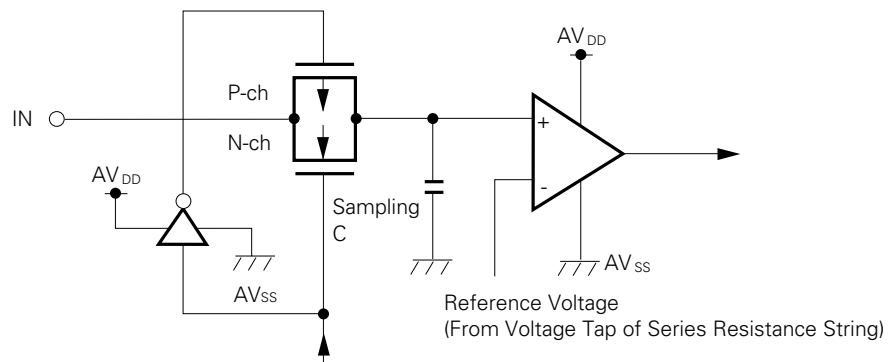 AVDD
P-ch
IN
+
N-ch
AVDD
-
Sampling
C
AVSS
AVSS
Reference Voltage
(From Voltage Tap of Series Resistance String)